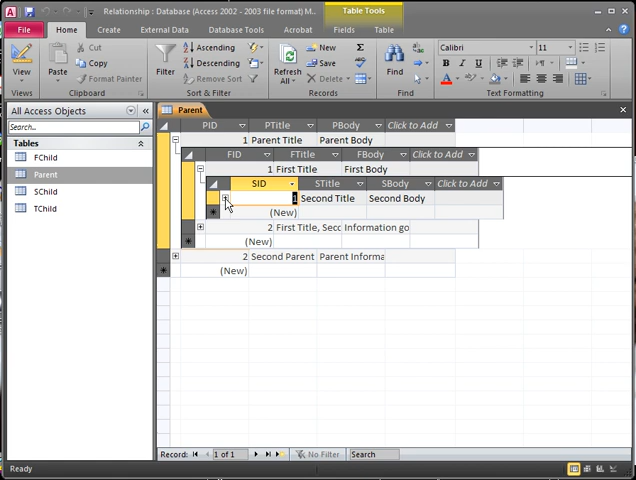 Relationship : Database (Access 2002 - 2003 file format) M...
Table Tools
File Home Create External Data Database Tools Acrobat Fields Table
View
Views
Paste
Cut
Copy
Format Painter
Clipboard
Filter
Ascending
Descending
Remove Sort
Sort & Filter
Refresh All
New
Save
Delete
Records
Find
Find
Calibri 11
B I U
A
Text Formatting
All Access Objects
Search...
Tables
FChild
Parent
SChild
TChild
Parent
PID PTitle PBody Click to Add
1 Parent Title Parent Body
FID FTitle FBody Click to Add
1 First Title First Body
SID STitle SBody Click to Add
1 Second Title Second Body
(New)
2 First Title, Secc Information go
(New)
2 Second Parent Parent Informa
(New)
Record: 1 of 1 No Filter Search
Ready